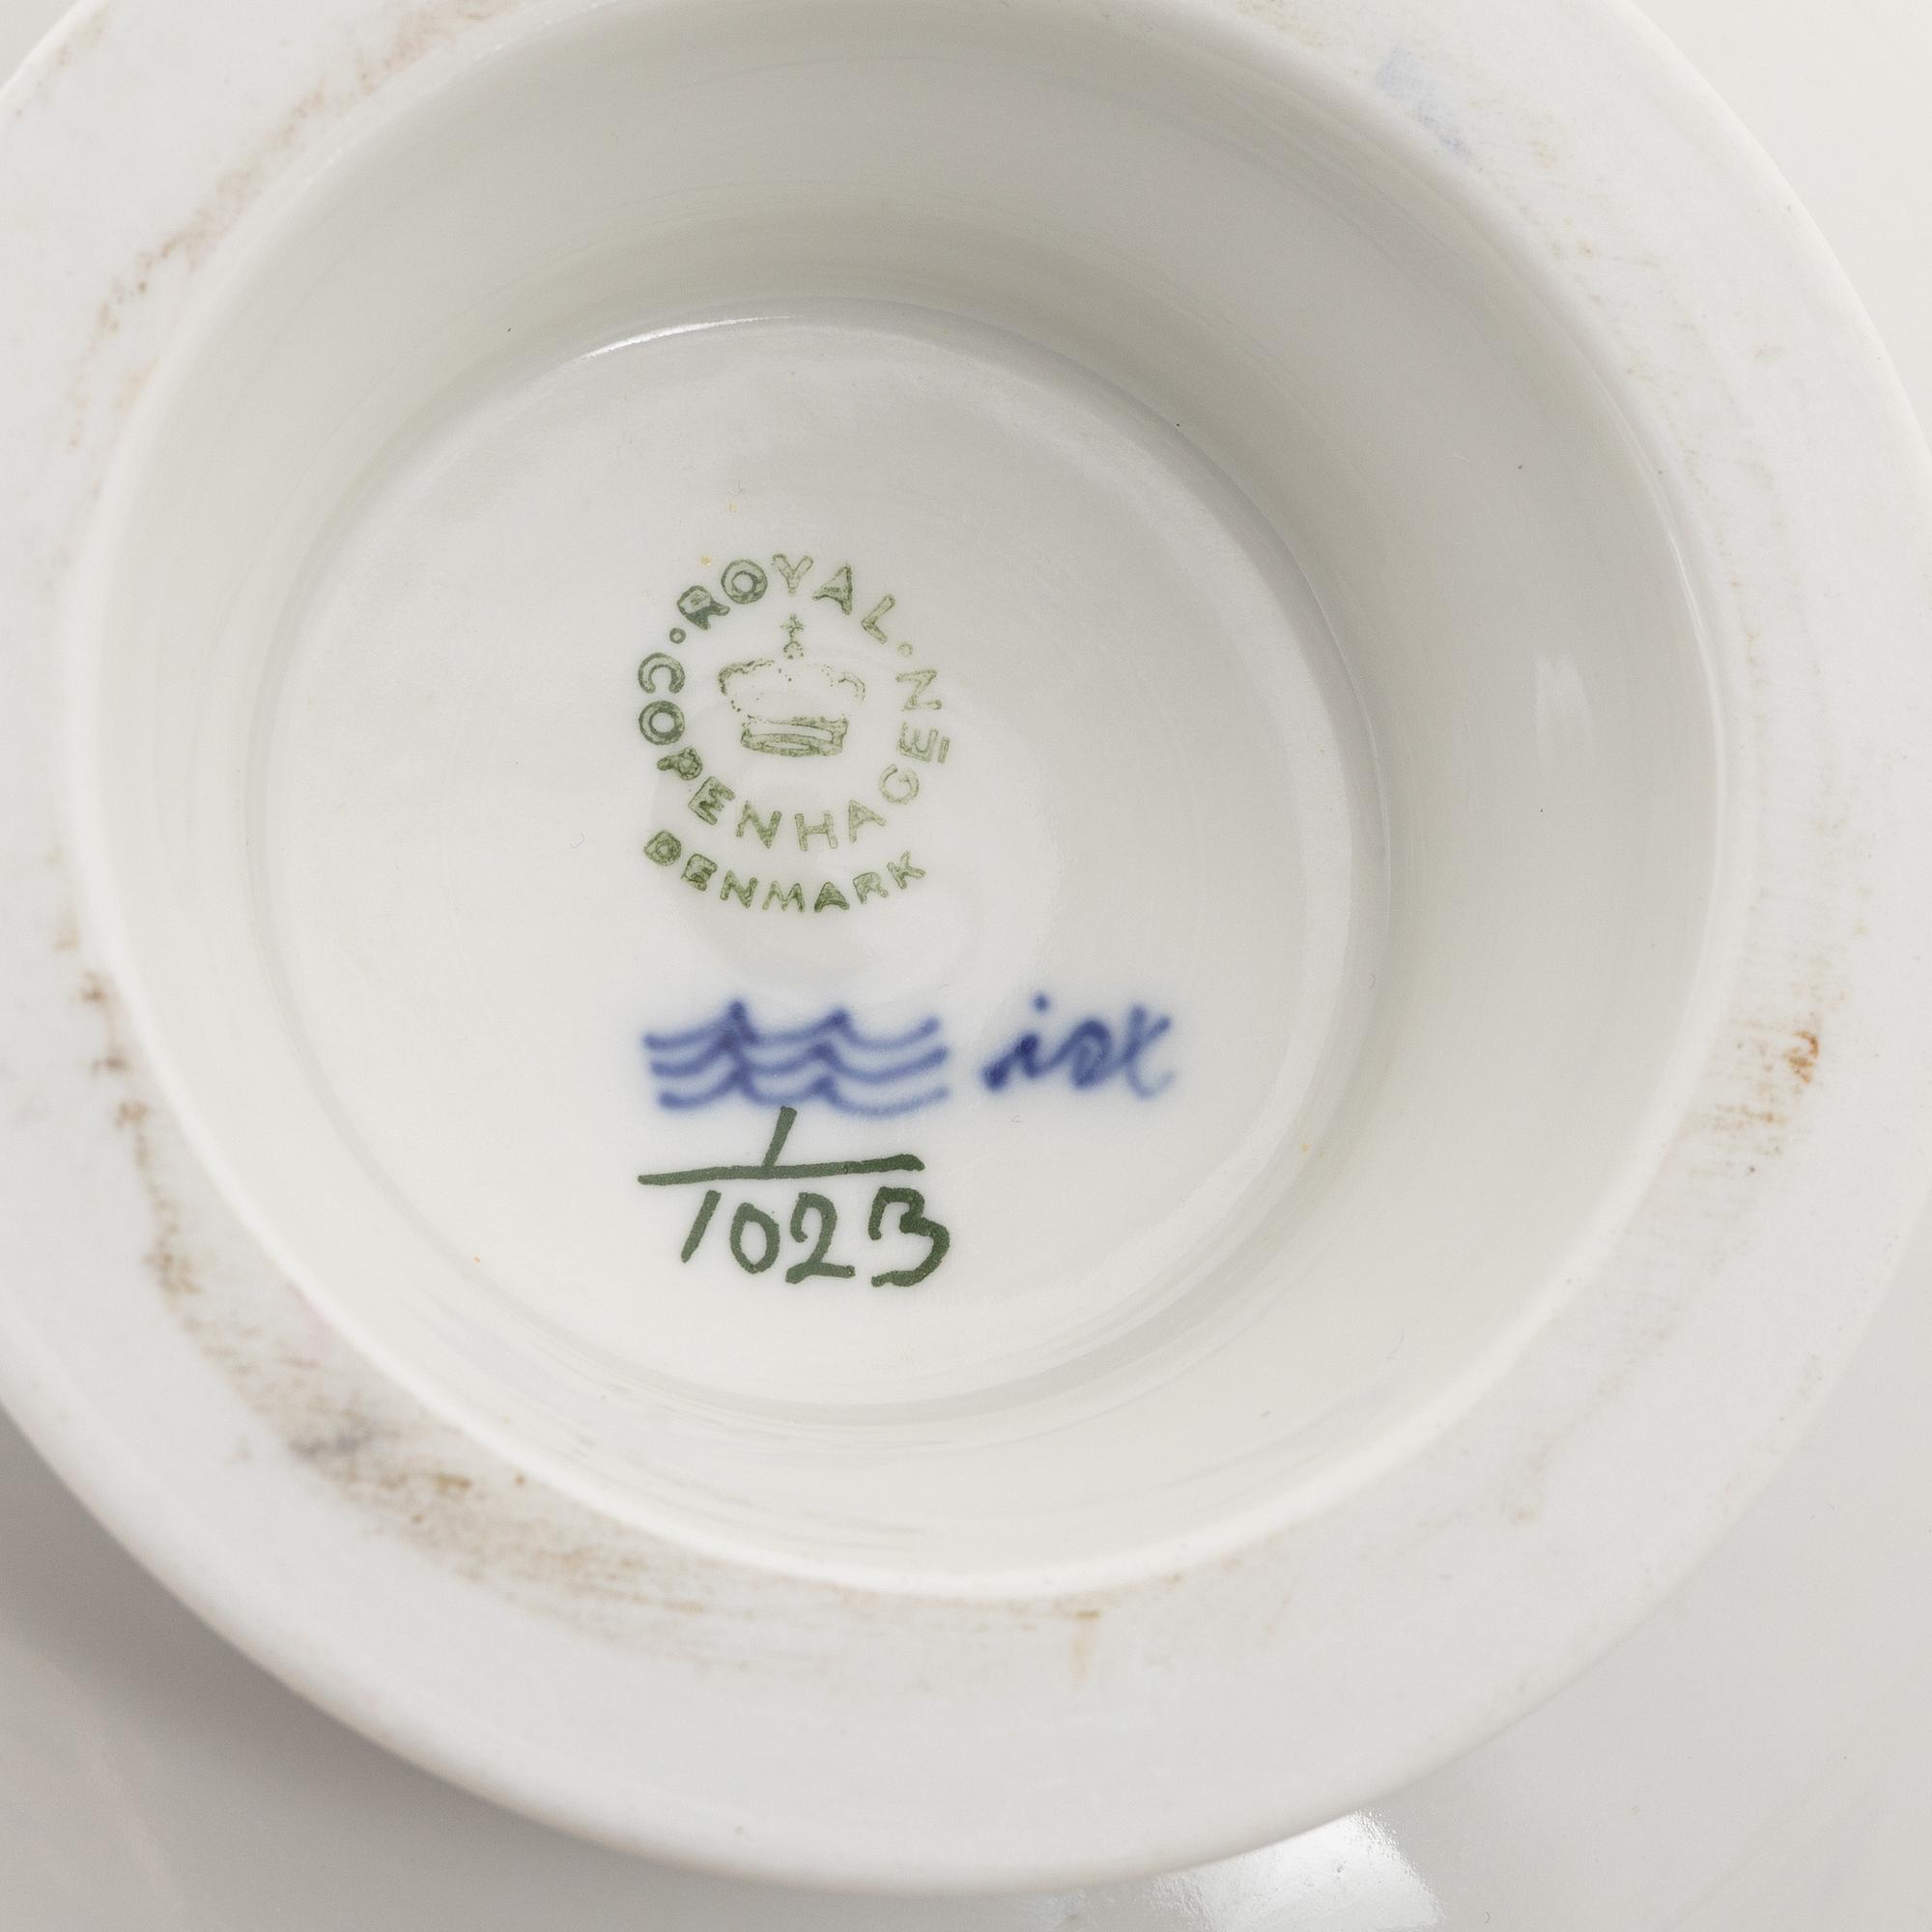 ROYAL
COPENHAGEN
DENMARK
1
1023